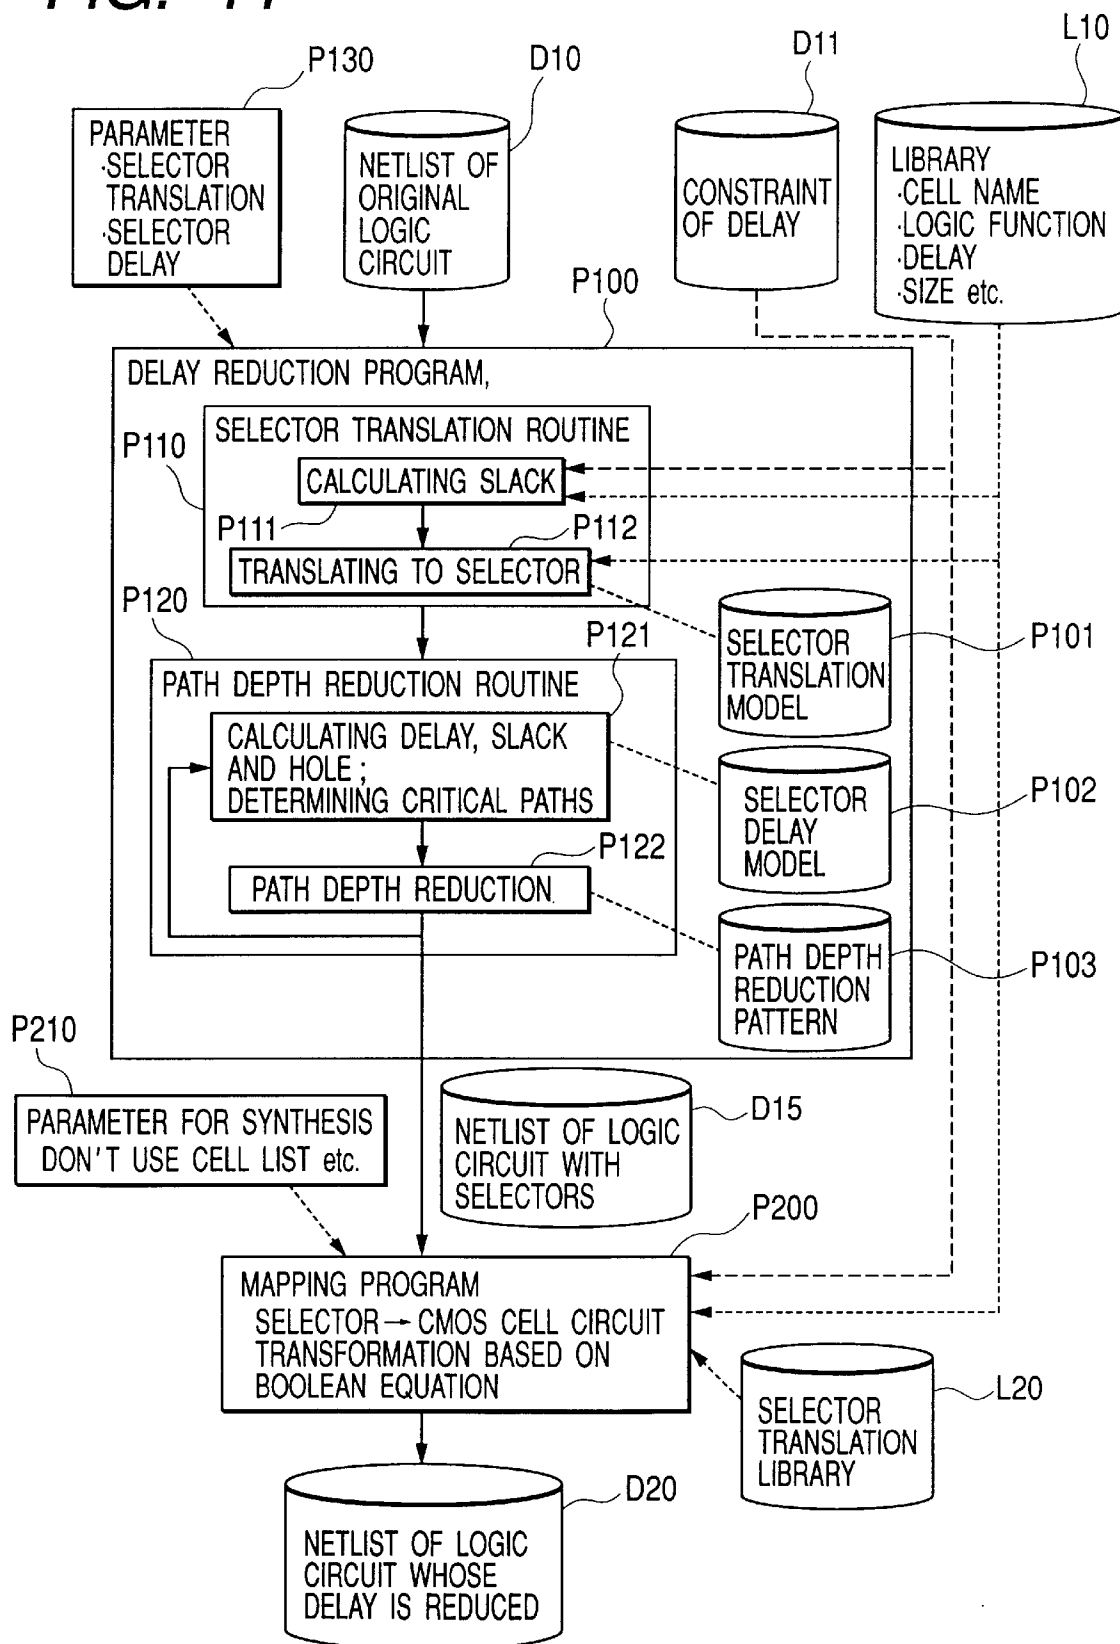 P130
D10
D11
L10
PARAMETER
·SELECTOR
TRANSLATION
·SELECTOR
DELAY
NETLIST OF
ORIGINAL
LOGIC
CIRCUIT
CONSTRAINT
OF DELAY
LIBRARY
·CELL NAME
·LOGIC FUNCTION
·DELAY
·SIZE etc.
P100
DELAY REDUCTION PROGRAM,
P110
SELECTOR TRANSLATION ROUTINE
CALCULATING SLACK
P111
P112
TRANSLATING TO SELECTOR
P120
P121
SELECTOR
TRANSLATION
MODEL
P101
PATH DEPTH REDUCTION ROUTINE
CALCULATING DELAY, SLACK
AND HOLE ;
DETERMINING CRITICAL PATHS
SELECTOR
DELAY
MODEL
P102
P122
PATH DEPTH REDUCTION
PATH DEPTH
REDUCTION
PATTERN
P103
P210
PARAMETER FOR SYNTHESIS
DON'T USE CELL LIST etc.
NETLIST OF LOGIC
CIRCUIT WITH
SELECTORS
D15
P200
MAPPING PROGRAM
SELECTOR → CMOS CELL CIRCUIT
TRANSFORMATION BASED ON
BOOLEAN EQUATION
SELECTOR
TRANSLATION
LIBRARY
L20
D20
NETLIST OF LOGIC
CIRCUIT WHOSE
DELAY IS REDUCED